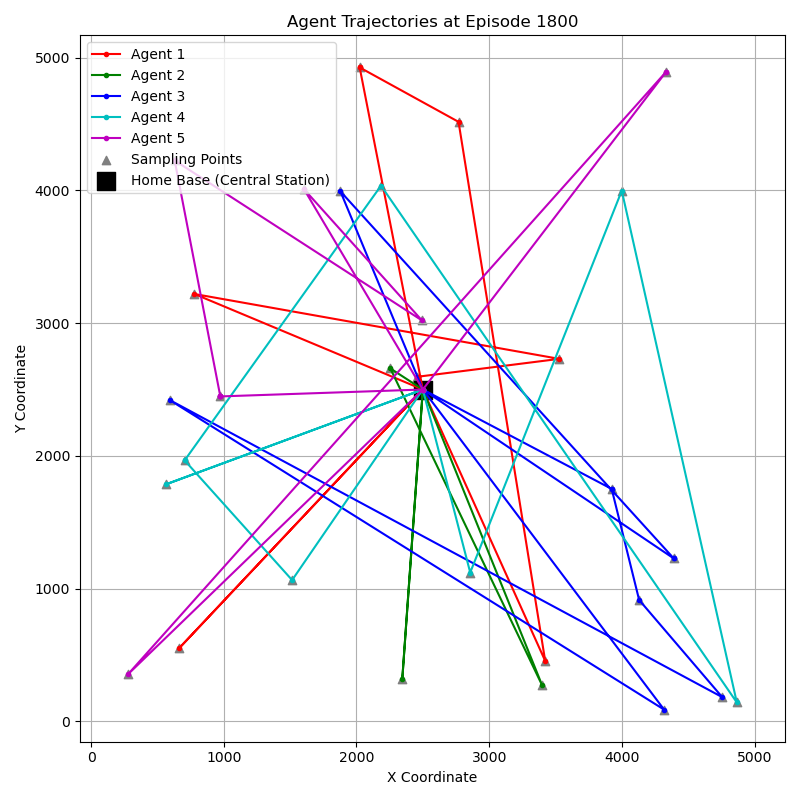 Agent Trajectories at Episode 1800
Agent 1
Agent 2
Agent 3
Agent 4
Agent 5
Sampling Points
Home Base (Central Station)
5000
4000
3000
2000
1000
0
Y Coordinate
0 1000 2000 3000 4000 5000
X Coordinate